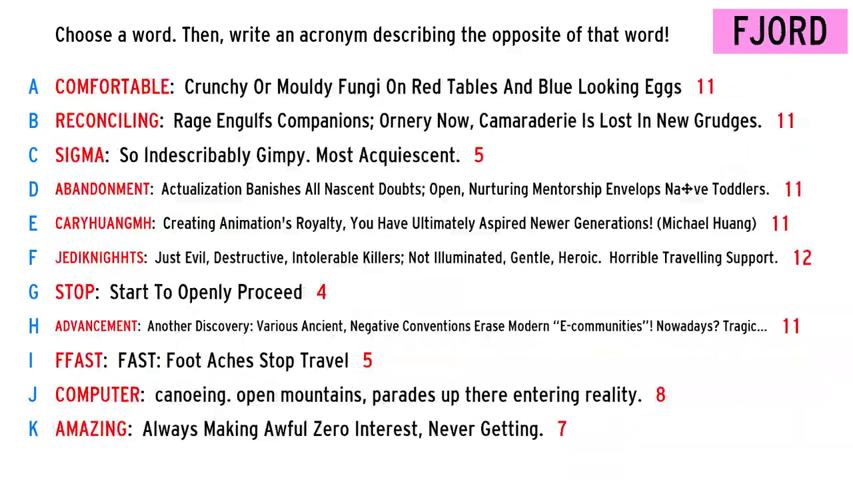 Choose a word. Then, write an acronym describing the opposite of that word!
FJORD
A COMFORTABLE: Crunchy Or Mouldy Fungi On Red Tables And Blue Looking Eggs 11
B RECONCILING: Rage Engulfs Companions; Ornery Now, Camaraderie Is Lost In New Grudges. 11
C SIGMA: So Indescribably Gimpy. Most Acquiescent. 5
D ABANDONMENT: Actualization Banishes All Nascent Doubts; Open, Nurturing Mentorship Envelops Na✢ve Toddlers. 11
E CARYHUANGMH: Creating Animation's Royalty, You Have Ultimately Aspired Newer Generations! (Michael Huang) 11
F JEDIKNIGHHTS: Just Evil, Destructive, Intolerable Killers; Not Illuminated, Gentle, Heroic. Horrible Travelling Support. 12
G STOP: Start To Openly Proceed 4
H ADVANCEMENT: Another Discovery: Various Ancient, Negative Conventions Erase Modern "E-communities"! Nowadays? Tragic... 11
I FFAST: FAST: Foot Aches Stop Travel 5
J COMPUTER: canoeing. open mountains, parades up there entering reality. 8
K AMAZING: Always Making Awful Zero Interest, Never Getting. 7